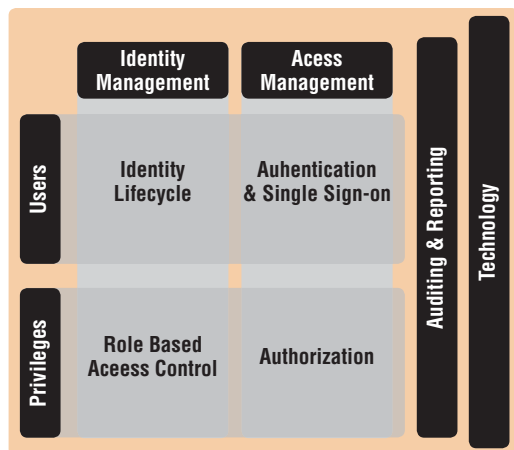 Identity
Management
Acess
Management
Users
Identity
Lifecycle
Auhentication
& Single Sign-on
Privileges
Role Based
Aceess Control
Authorization
Auditing & Reporting
Technology